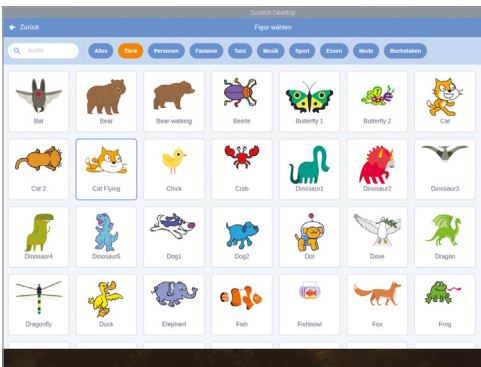 Scratch Desktop
Zurück
Figur wählen
Suche
Alles Tiere Personen Fantasie Tanz Musik Sport Essen Mode Buchstaben
Bat Bear Bear-walking Beetle Butterfly 1 Butterfly 2 Cat
Cat 2 Cat Flying Chick Crab Dinosaur1 Dinosaur2 Dinosaur3
Dinosaur4 Dinosaur5 Dog1 Dog2 Dot Dove Dragon
Dragonfly Duck Elephant Fish Fishbowl Fox Frog